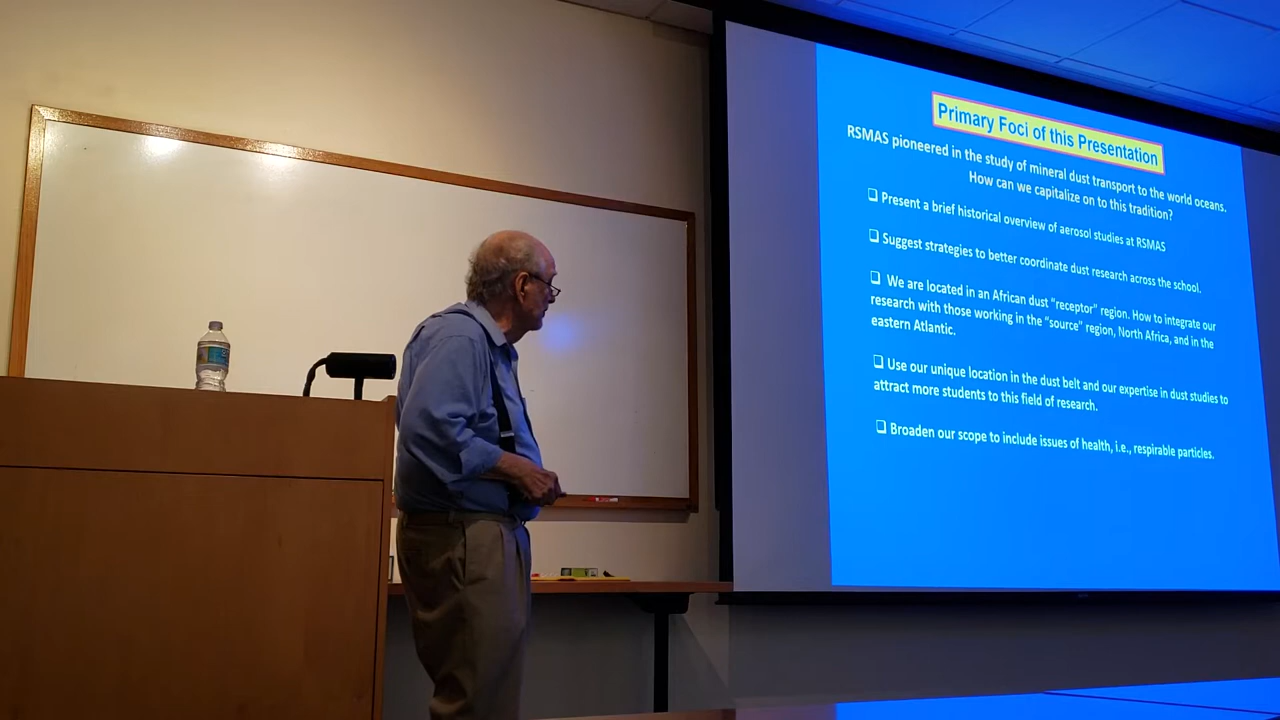 Primary Foci of this Presentation
RSMAS pioneered in the study of mineral dust transport to the world oceans.
How can we capitalize on to this tradition?
❑ Present a brief historical overview of aerosol studies at RSMAS
❑ Suggest strategies to better coordinate dust research across the school.
❑ We are located in an African dust “receptor” region. How to integrate our
research with those working in the “source” region, North Africa, and in the
eastern Atlantic.
❑ Use our unique location in the dust belt and our expertise in dust studies to
attract more students to this field of research.
❑ Broaden our scope to include issues of health, i.e., respirable particles.